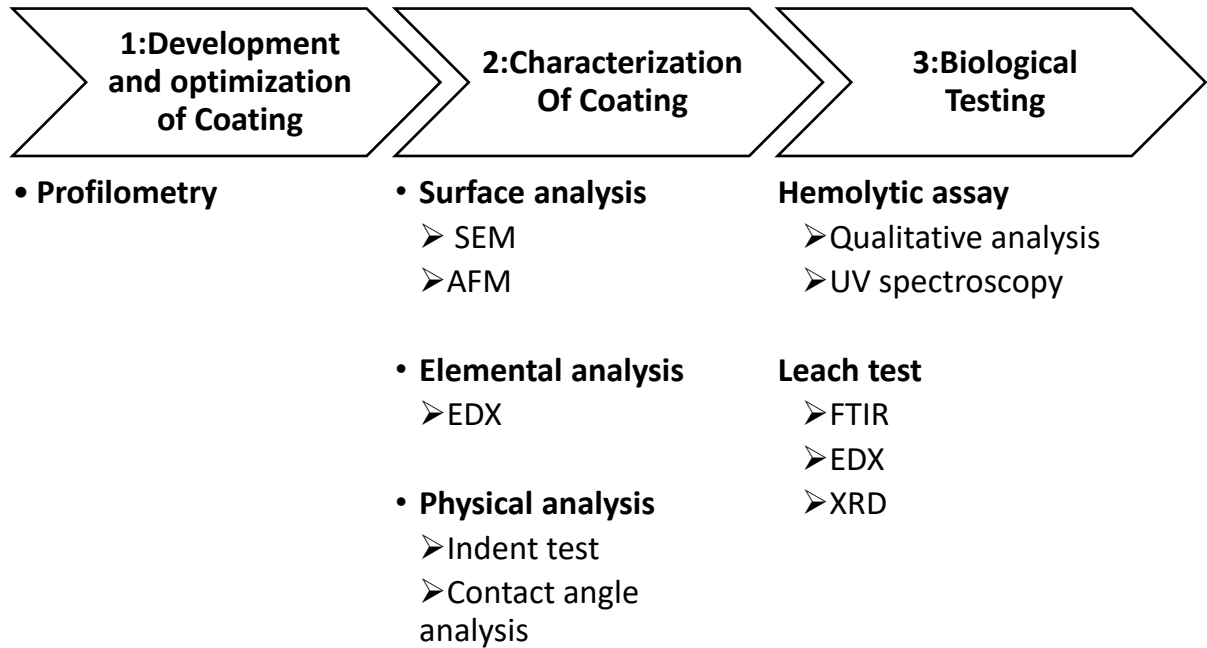 1:Development
and optimization
of Coating
2:Characterization
Of Coating
3:Biological
Testing
• Profilometry
• Surface analysis
➢ SEM
➢AFM
• Elemental analysis
➢EDX
• Physical analysis
➢Indent test
➢Contact angle
analysis
Hemolytic assay
➢Qualitative analysis
➢UV spectroscopy
Leach test
➢FTIR
➢EDX
➢XRD